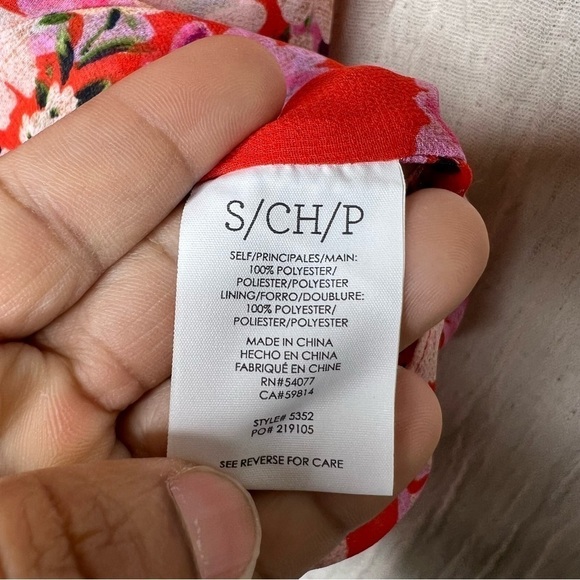 S/CH/P
SELF/PRINCIPALES/MAIN:
100% POLYESTER/
POLIESTER/POLYESTER
LINING/FORRO/DOUBLURE:
100% POLYESTER/
POLIESTER/POLYESTER
MADE IN CHINA
HECHO EN CHINA
FABRIQUÉ EN CHINE
RN#54077
CA#59814
STYLE# 5352
PO# 219105
SEE REVERSE FOR CARE